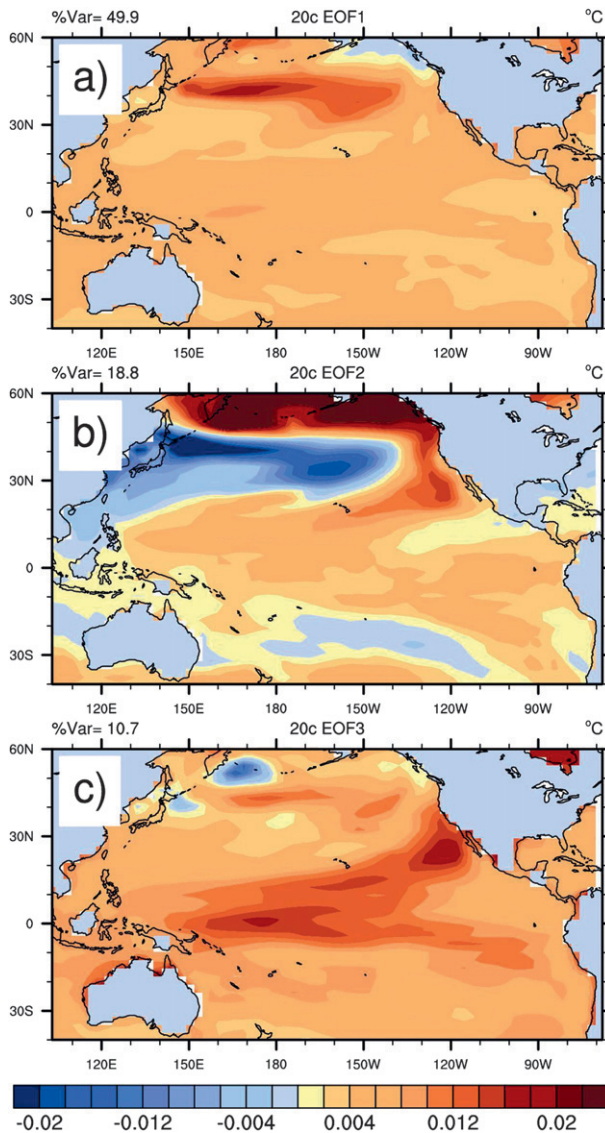 %Var= 49.9 20c EOF1 °C
60N
a)
30N
0
30S
120E 150E 180 150W 120W 90W
%Var= 18.8 20c EOF2 °C
60N
b)
30N
0
30S
120E 150E 180 150W 120W 90W
%Var= 10.7 20c EOF3 °C
60N
c)
30N
0
30S
120E 150E 180 150W 120W 90W
-0.02 -0.012 -0.004 0.004 0.012 0.02